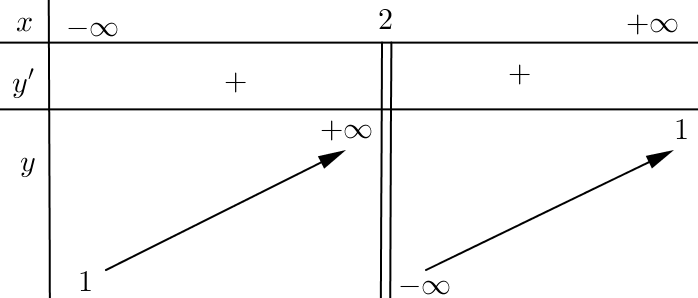 x −∞ 2 +∞
y′ + +
y +∞ 1
1 −∞